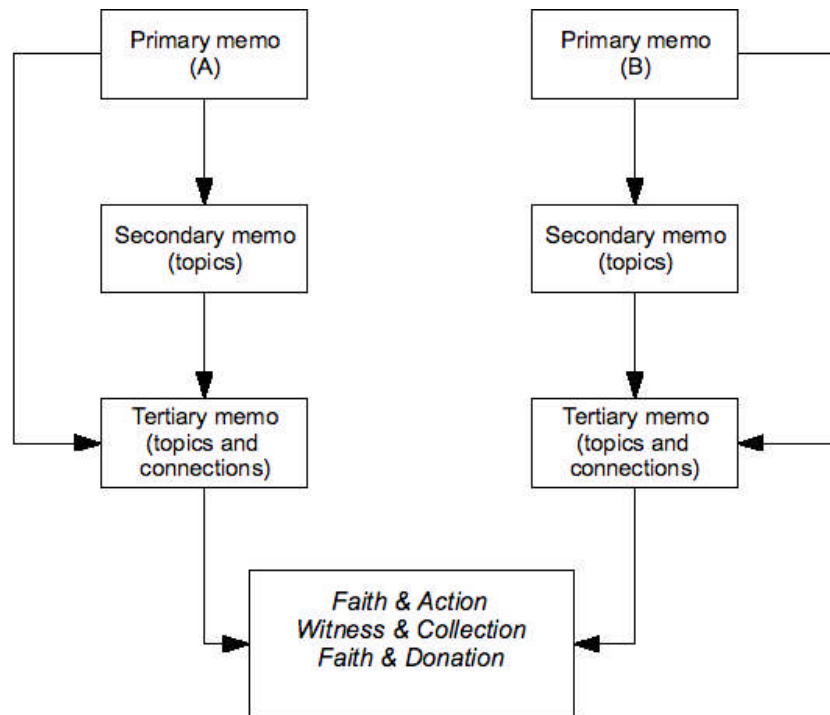 Primary memo
(A)
Primary memo
(B)
Secondary memo
(topics)
Secondary memo
(topics)
Tertiary memo
(topics and
connections)
Tertiary memo
(topics and
connections)
Faith & Action
Witness & Collection
Faith & Donation